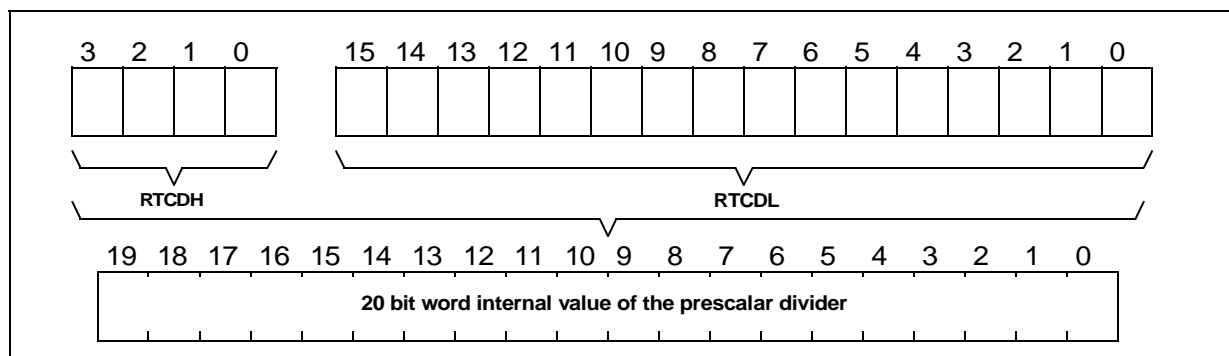 3 2 1 0 15 14 13 12 11 10 9 8 7 6 5 4 3 2 1 0
RTCDH RTCDL
19 18 17 16 15 14 13 12 11 10 9 8 7 6 5 4 3 2 1 0
20 bit word internal value of the prescalar divider